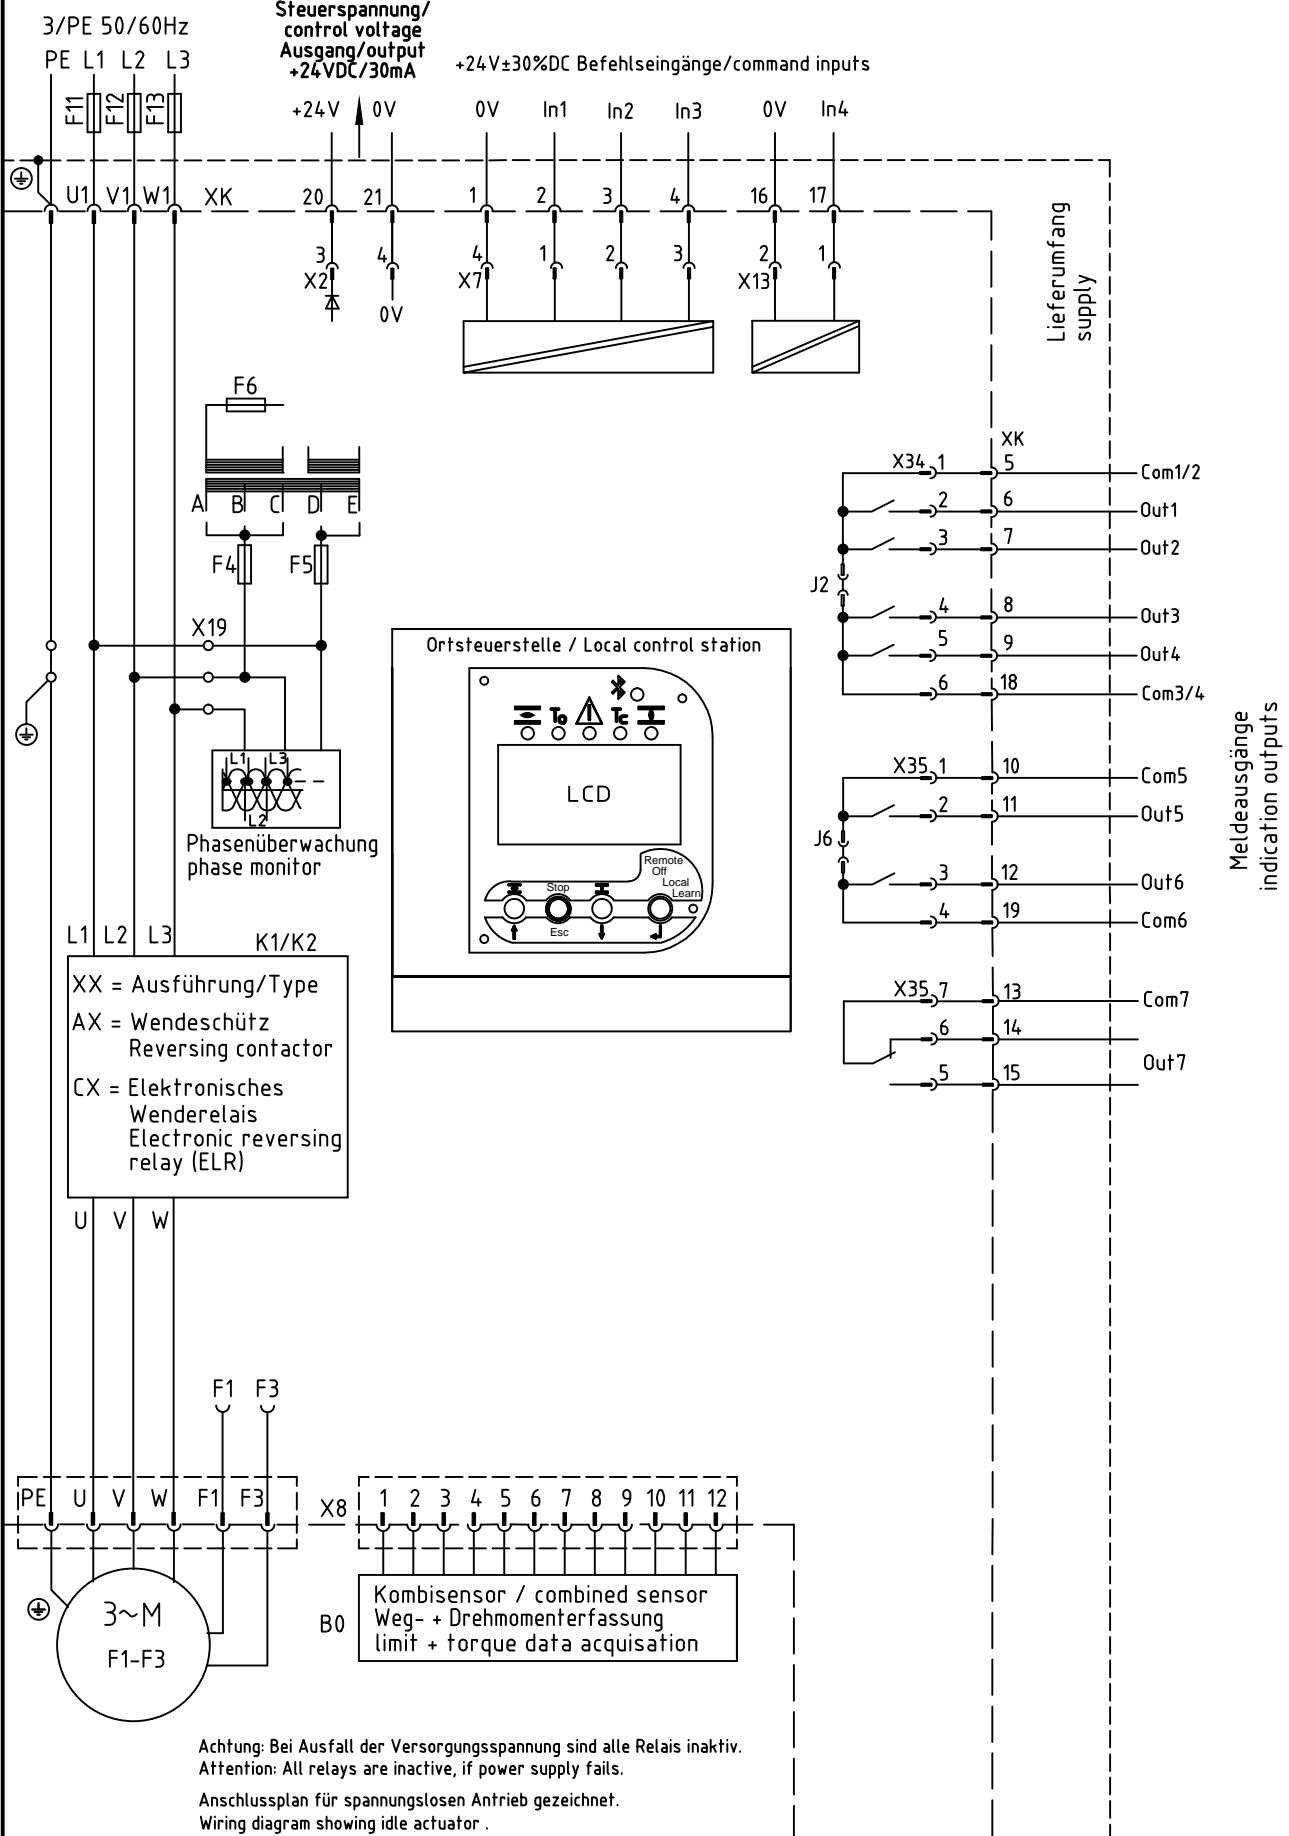 3/PE 50/60Hz
PE L1 L2 L3
F11 F12 F13
Steuerspannung/
control voltage
Ausgang/output
+24VDC/30mA
+24V 0V
+24V±30%DC Befehlseingänge/command inputs
0V In1 In2 In3 0V In4
U1 V1 W1 XK 20 21 1 2 3 4 16 17
3 4 4 1 2 3 2 1
X2 X7 X13
0V
Lieferumfang
supply
F6
A B C D E
F4 F5
X19
L1 L3
L2
Phasenüberwachung
phase monitor
Ortsteuerstelle / Local control station
To Tc
LCD
Remote
Off
Local
Learn
Stop
Esc
XK
X34 1 5 Com1/2
2 6 Out1
3 7 Out2
J2
4 8 Out3
5 9 Out4
6 18 Com3/4
X35 1 10 Com5
2 11 Out5
J6
3 12 Out6
4 19 Com6
X35 7 13 Com7
6 14
Out7
5 15
Meldeausgänge
indication outputs
L1 L2 L3 K1/K2
XX = Ausführung/Type
AX = Wendeschütz
Reversing contactor
CX = Elektronisches
Wenderelais
Electronic reversing
relay (ELR)
U V W
F1 F3
PE U V W F1 F3 X8 1 2 3 4 5 6 7 8 9 10 11 12
3~M
F1-F3
B0
Kombisensor / combined sensor
Weg- + Drehmomenterfassung
limit + torque data acquisation
Achtung: Bei Ausfall der Versorgungsspannung sind alle Relais inaktiv.
Attention: All relays are inactive, if power supply fails.
Anschlussplan für spannungslosen Antrieb gezeichnet.
Wiring diagram showing idle actuator .